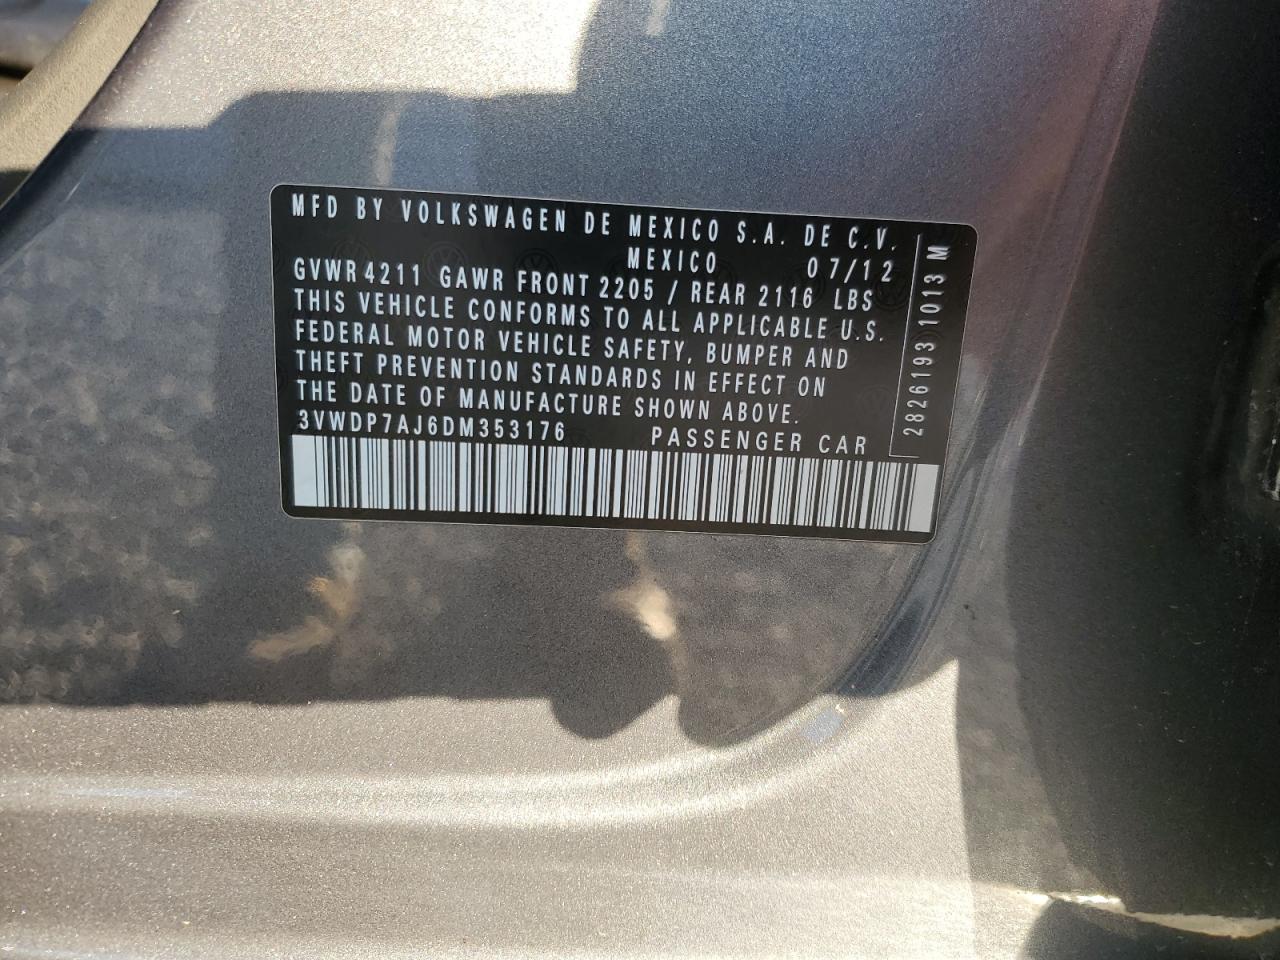 MFD BY VOLKSWAGEN DE MEXICO S.A. DE C.V.
MEXICO 07/12
GVWR 4211 GAWR FRONT 2205 / REAR 2116 LBS
THIS VEHICLE CONFORMS TO ALL APPLICABLE U.S.
FEDERAL MOTOR VEHICLE SAFETY, BUMPER AND
THEFT PREVENTION STANDARDS IN EFFECT ON
THE DATE OF MANUFACTURE SHOWN ABOVE.
3VWDP7AJ6DM353176 PASSENGER CAR
2826193 1013 M